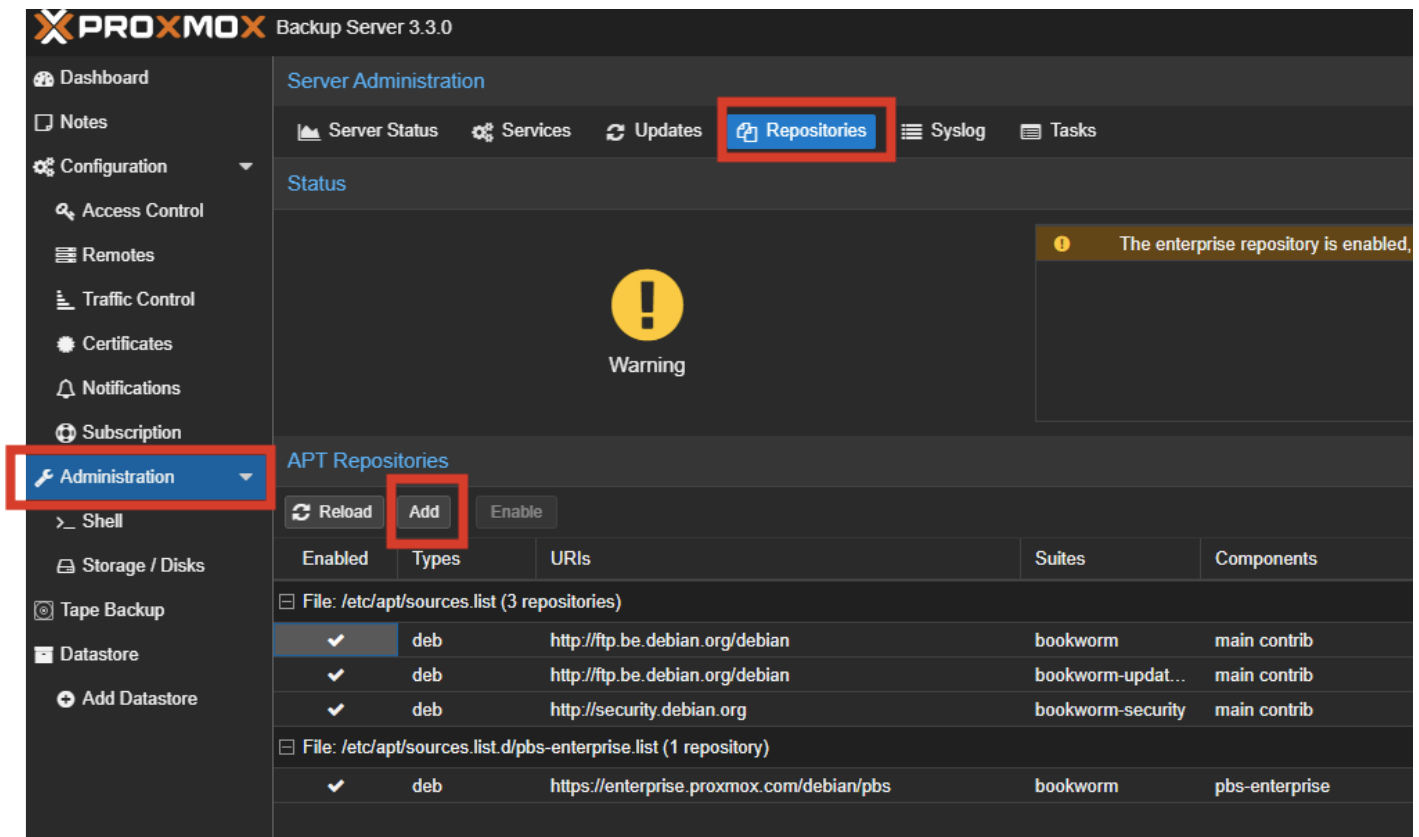 PROXMOX Backup Server 3.3.0
Dashboard
Notes
Configuration
Access Control
Remotes
Traffic Control
Certificates
Notifications
Subscription
Administration
>_ Shell
Storage / Disks
Tape Backup
Datastore
Add Datastore
Server Administration
Server Status Services Updates Repositories Syslog Tasks
Status
Warning
The enterprise repository is enabled,
APT Repositories
Reload Add Enable
Enabled Types URIs Suites Components
File: /etc/apt/sources.list (3 repositories)
deb http://ftp.be.debian.org/debian bookworm main contrib
deb http://ftp.be.debian.org/debian bookworm-updat... main contrib
deb http://security.debian.org bookworm-security main contrib
File: /etc/apt/sources.list.d/pbs-enterprise.list (1 repository)
deb https://enterprise.proxmox.com/debian/pbs bookworm pbs-enterprise